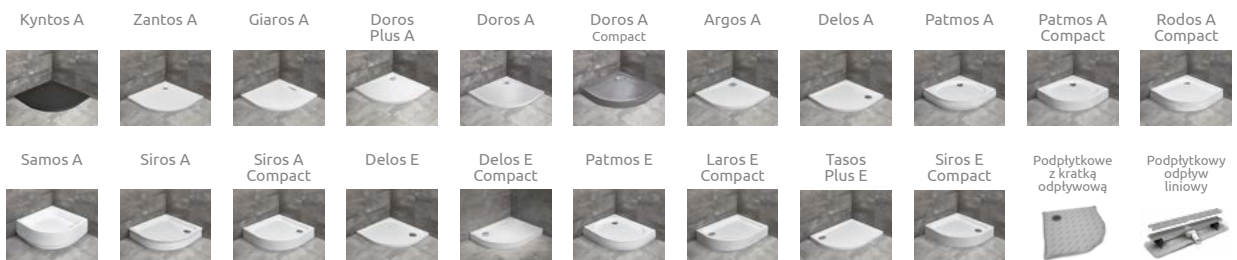 Kyntos A
Zantos A
Giaros A
Doros
Plus A
Doros A
Doros A
Compact
Argos A
Delos A
Patmos A
Patmos A
Compact
Rodos A
Compact
Samos A
Siros A
Siros A
Compact
Delos E
Delos E
Compact
Patmos E
Laros E
Compact
Tasos
Plus E
Siros E
Compact
Podpłytkowe
z kratką
odpływową
Podpłytkowy
odpływ
liniowy